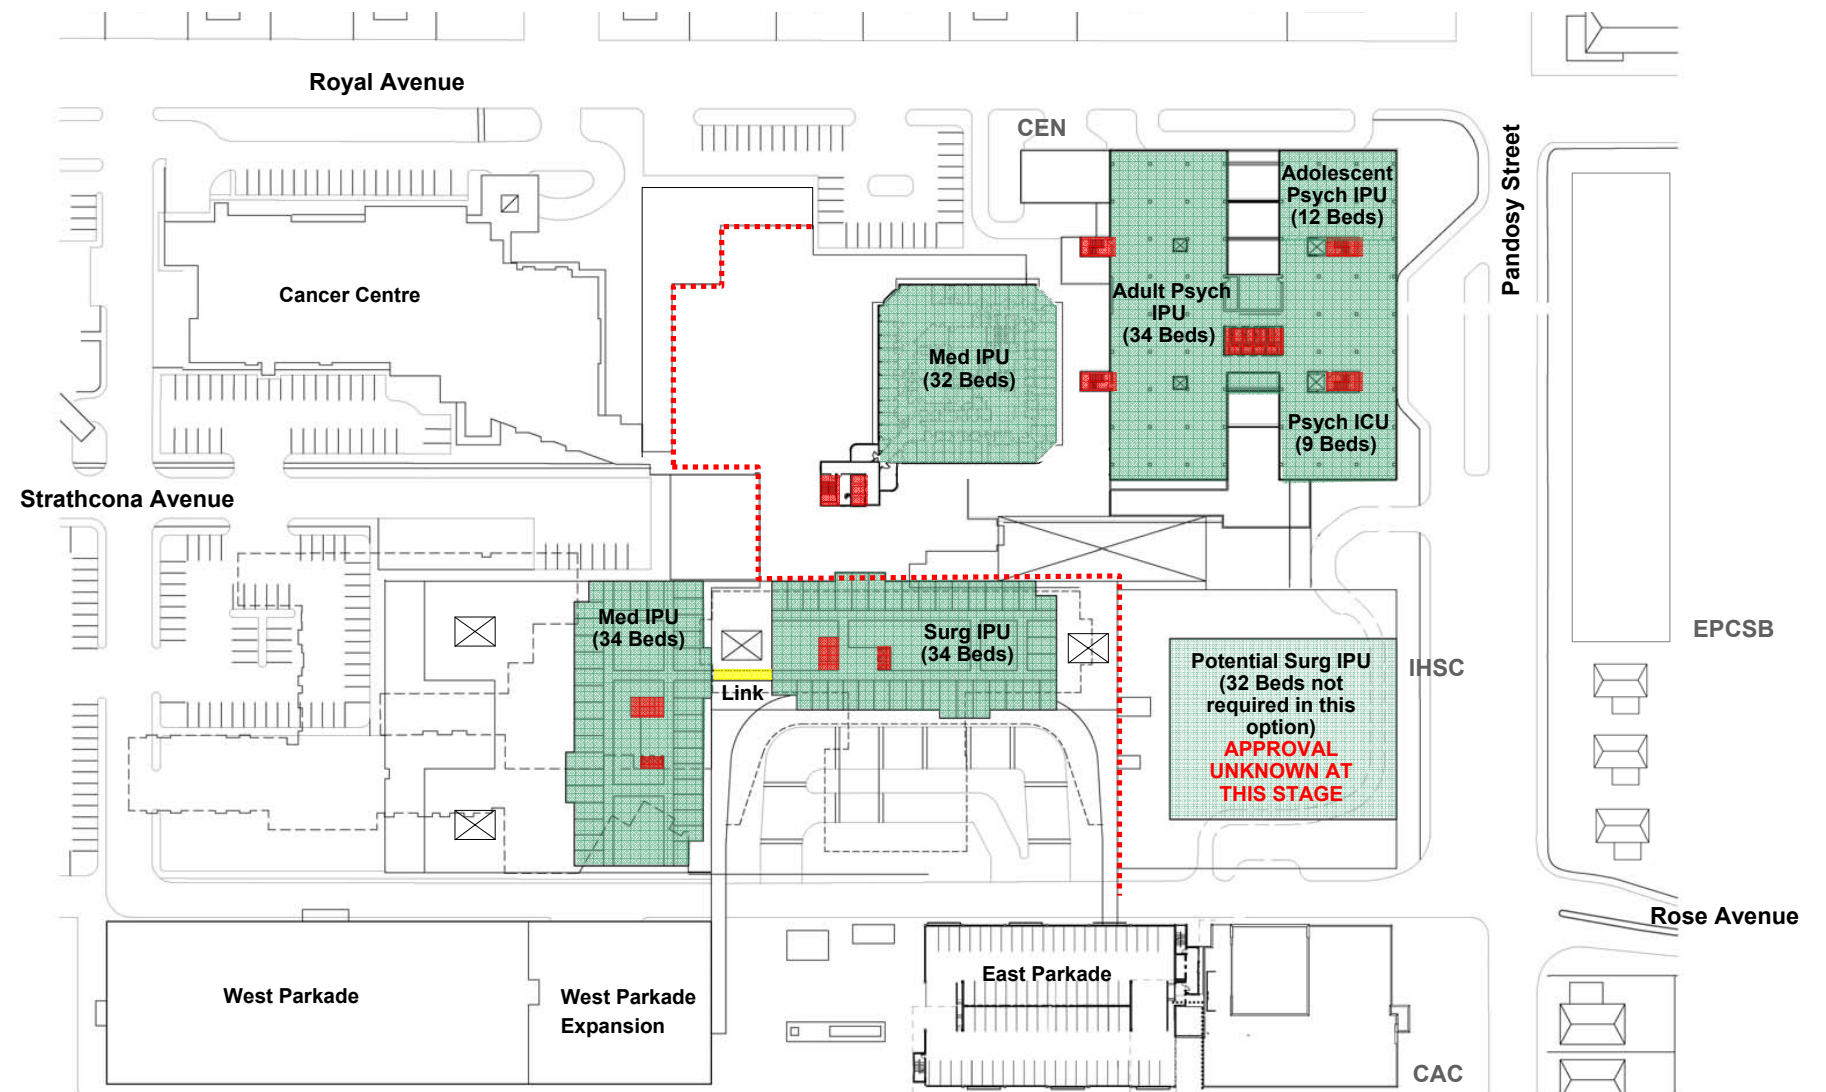 Royal Avenue
CEN
Pandosy Street
Adolescent
Psych IPU
(12 Beds)
Cancer Centre
Adult Psych
IPU
(34 Beds)
Med IPU
(32 Beds)
Psych ICU
(9 Beds)
Strathcona Avenue
Med IPU
(34 Beds)
Surg IPU
(34 Beds)
Link
EPCSB
IHSC
Potential Surg IPU
(32 Beds not
required in this
option)
APPROVAL
UNKNOWN AT
THIS STAGE
Rose Avenue
West Parkade
West Parkade
Expansion
East Parkade
CAC